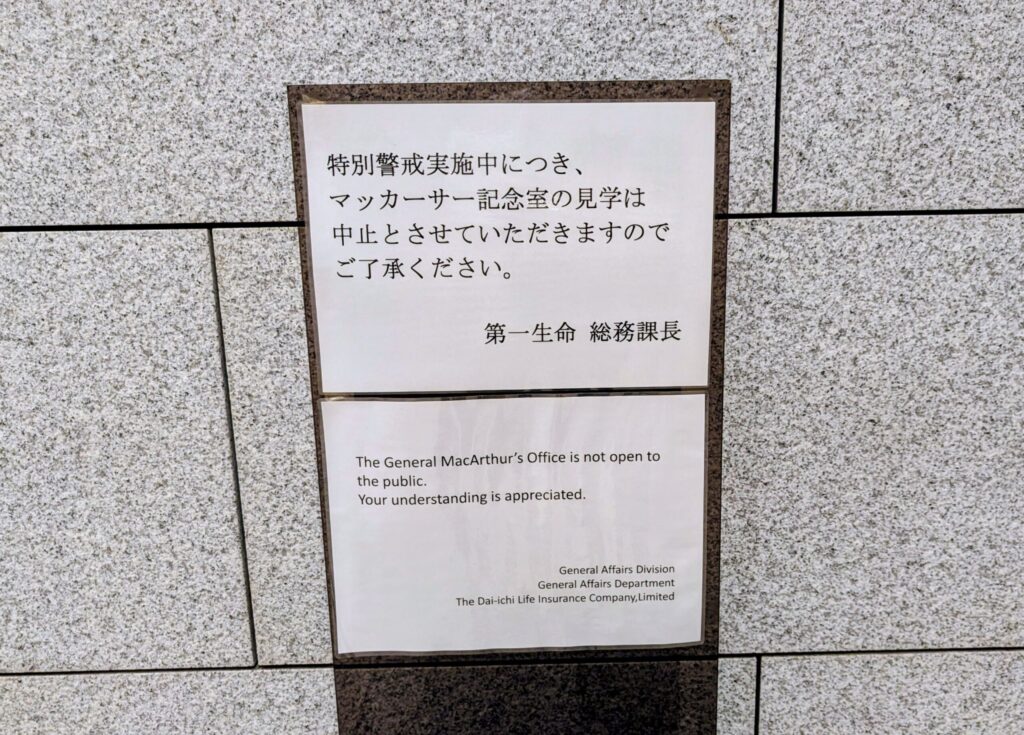 特別警戒実施中につき、
マッカーサー記念室の見学は
中止とさせていただきますので
ご了承ください。
第一生命 総務課長
The General MacArthur's Office is not open to
the public.
Your understanding is appreciated.
General Affairs Division
General Affairs Department
The Dai-ichi Life Insurance Company,Limited